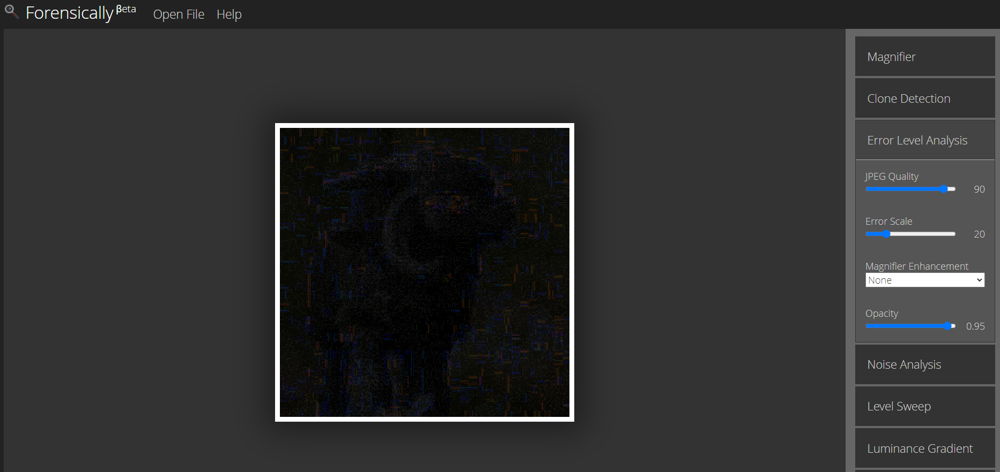 Forensically βeta
Open File
Help
Magnifier
Clone Detection
Error Level Analysis
JPEG Quality
90
Error Scale
20
Magnifier Enhancement
None
Opacity
0.95
Noise Analysis
Level Sweep
Luminance Gradient